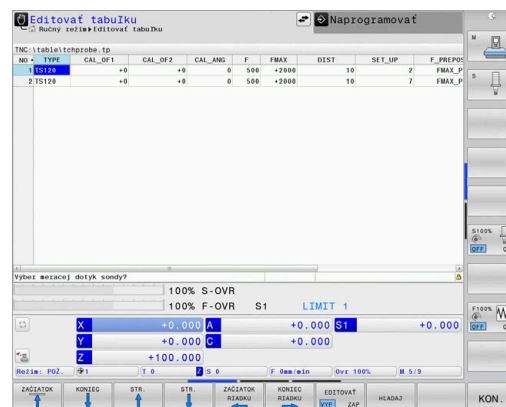 Editovať tabuľku
Ručný režim▸Editovať tabuľku
Naprogramovať
TNC:\table\tchprobe.tp
NO TYPE CAL_OF1 CAL_OF2 CAL_ANG F FMAX DIST SET_UP F_PREPOS
1 TS120 +0 +0 0 500 +2000 10 2 FMAX_P
2 TS120 +0 +0 0 500 +2000 10 7 FMAX_P
Výber meracej dotyk sondy?
100% S-OVR
100% F-OVR S1 LIMIT 1
X +0.000 A +0.000 S1 +0.000
Y +0.000 C +0.000
Z +100.000
Režim: POŽ. 1 T 0 Z S 0 F 0mm/min Ovr 100% M 5/9
ZAČIATOK
KONIEC
STR.
STR.
ZAČIATOK RIADKU
KONIEC RIADKU
EDITOVAŤ
VYP ZAP
HLADAJ
KON.
M
S
S100%
OFF
F100%
OFF